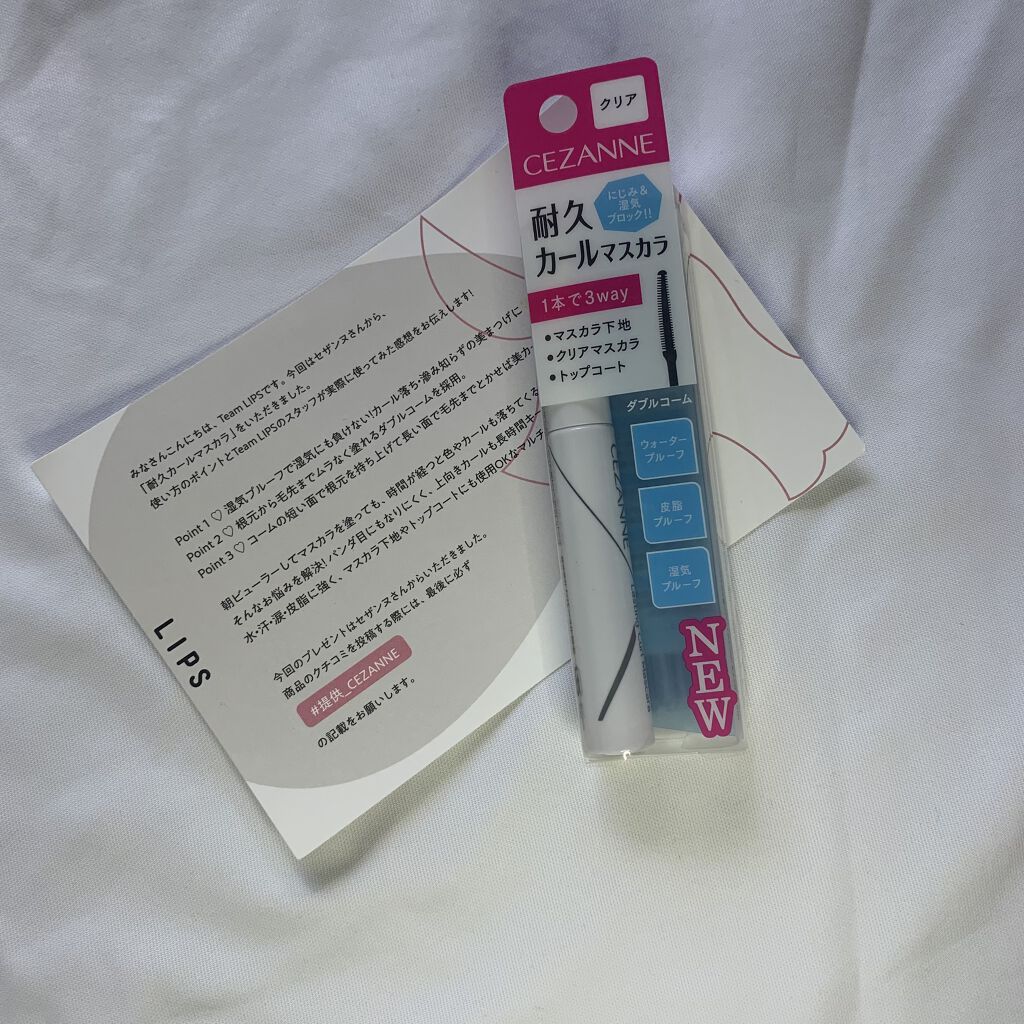 クリア
CEZANNE
にじみ&
湿気
ブロック!!
耐久
カールマスカラ
1本で3way
•マスカラ下地
•クリアマスカラ
•トップコート
ダブルコーム
ウォーター
プルーフ
皮脂
プルーフ
湿気
プルーフ
NEW
CEZANNE
みなさんこんにちは、Team LIPSです。今回はセザンヌさんから、
「耐久カールマスカラ」をいただきました。
使い方のポイントとTeam LIPSのスタッフが実際に使ってみた感想をお伝えします!
Point 1 ♡ 湿気プルーフで湿気にも負けない!カール落ち・滲み知らずの美まつげに
Point 2 ♡ 根元から毛先までムラなく塗れるダブルコームを採用。
Point 3 ♡ コームの短い面で根元を持ち上げて長い面で毛先までとかせば美カ
朝ビューラーしてマスカラを塗っても、時間が経つと色やカールも落ちてくる
そんなお悩みを解決!パンダ目にもなりにくく、上向きカールも長時間キー
水・汗・涙・皮脂に強く、マスカラ下地やトップコートにも使用OKなマルチ
今回のプレゼントはセザンヌさんからいただきました。
商品のクチコミを投稿する際には、最後に必ず
#提供_CEZANNE
の記載をお願いします。
LIPS